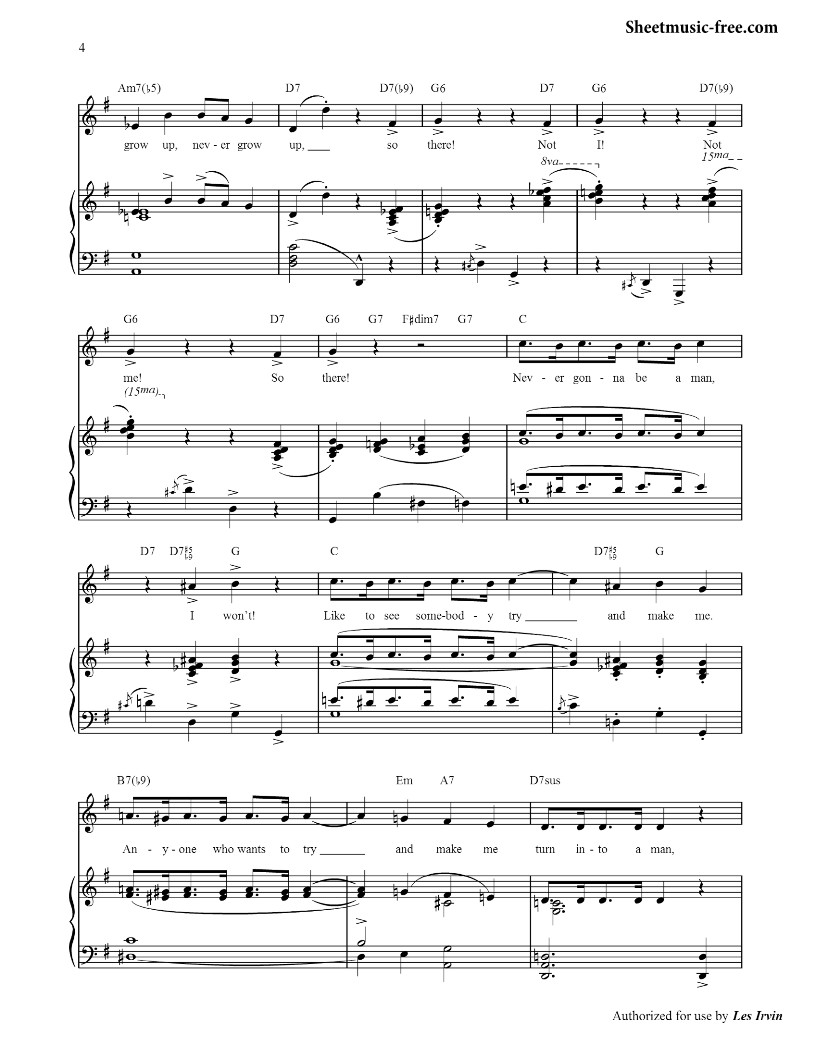 Sheetmusic-free.com
4
Am7(♭5) D7 D7(♭9) G6 D7 G6 D7(♭9)
grow up, nev - er grow up, ___ so there! Not I! Not
8va 15ma
G6 D7 G6 G7 F♯dim7 G7 C
me! So there! Nev - er gon - na be a man,
(15ma)
D7 D7♯5♭9 G C D7♯5♭9 G
I won't! Like to see some-bod - y try ___ and make me.
B7(♭9) Em A7 D7sus
An - y - one who wants to try ___ and make me turn in - to a man,
Authorized for use by Les Irvin